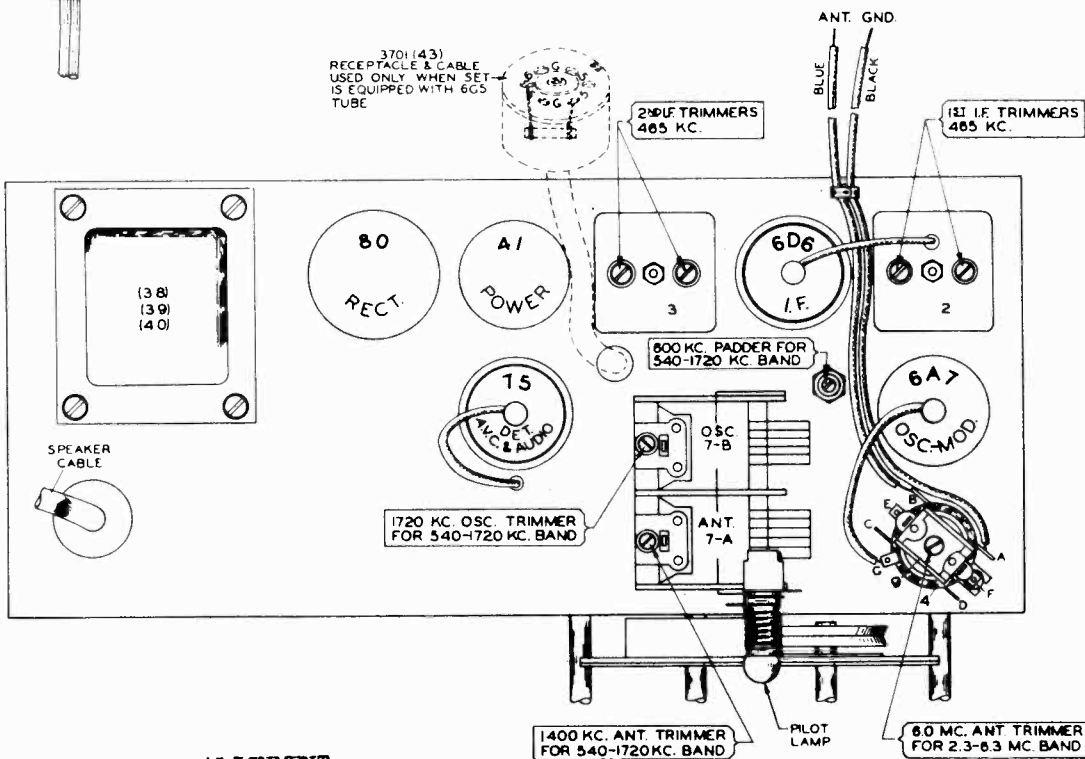 ANT. GND.
3701 (43)
RECEPTACLE & CABLE
USED ONLY WHEN SET
IS EQUIPPED WITH 6G5
TUBE
BLUE
BLACK
2ND I.F. TRIMMERS
465 KC.
1ST I.F. TRIMMERS
465 KC.
(38)
(39)
(40)
80
RECT.
41
POWER
3
6D6
I.F.
2
600 KC. PADDER FOR
540-1720 KC. BAND
75
DET.
A.V.C. & AUDIO
6A7
OSC.-MOD.
OSC.
7-B
SPEAKER
CABLE
1720 KC. OSC. TRIMMER
FOR 540-1720 KC. BAND
ANT.
7-A
B
E
C
A
G
F
4
D
1400 KC. ANT. TRIMMER
FOR 540-1720 KC. BAND
PILOT
LAMP
6.0 MC. ANT. TRIMMER
FOR 2.3-6.3 MC. BAND